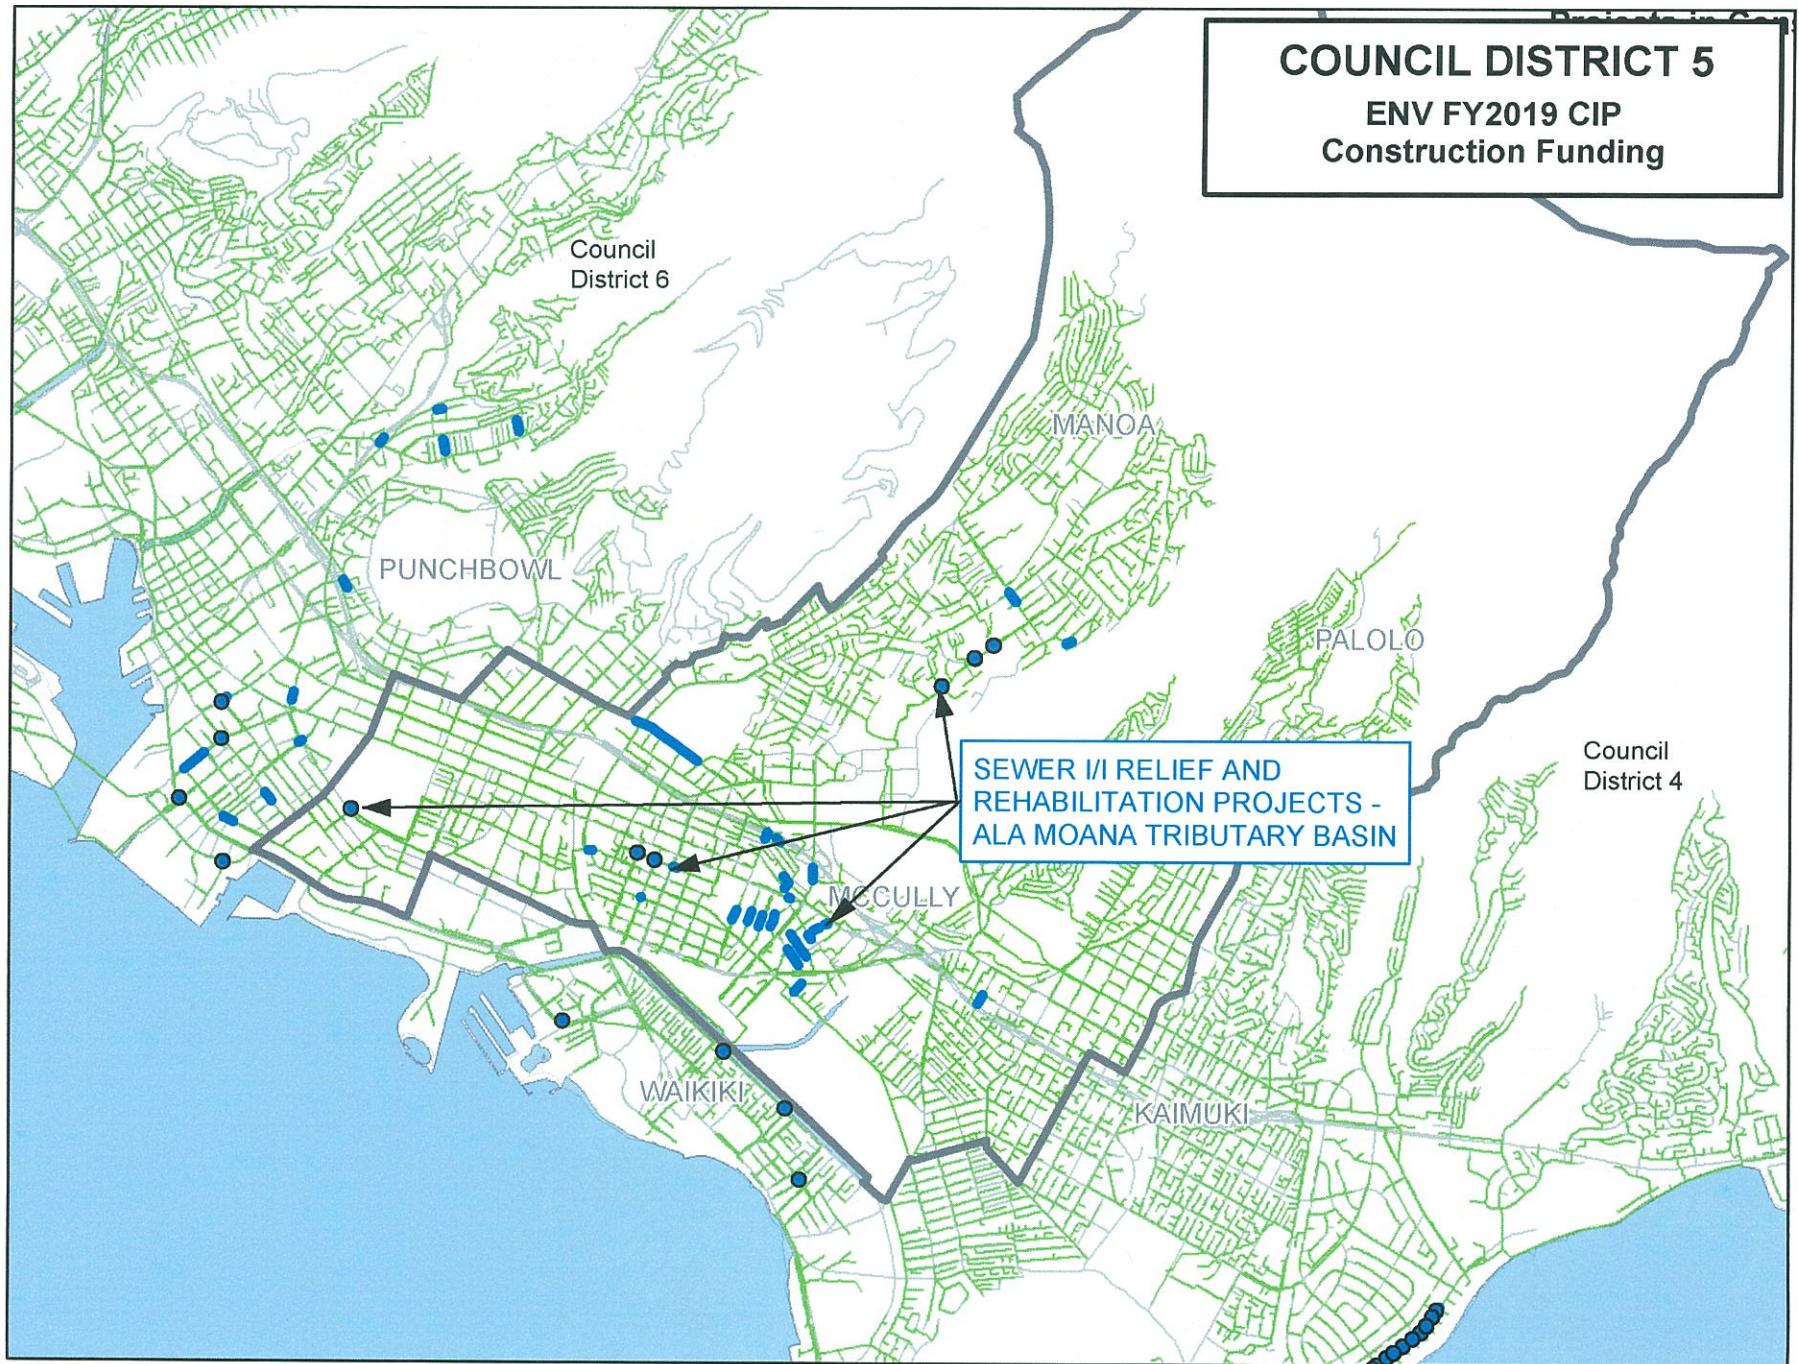 COUNCIL DISTRICT 5
ENV FY2019 CIP
Construction Funding
Council
District 6
MANOA
PUNCHBOWL
PALOLO
Council
District 4
SEWER I/I RELIEF AND
REHABILITATION PROJECTS -
ALA MOANA TRIBUTARY BASIN
MCCULLY
WAIKIKI
KAIMUKI